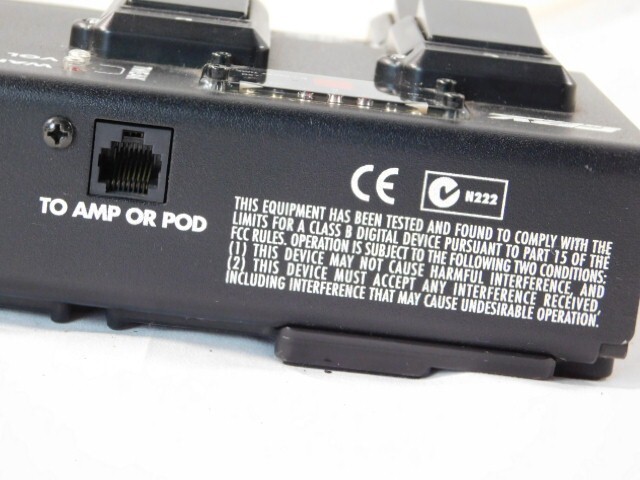 VOL
WAH
TO AMP OR POD
CE
N222
THIS EQUIPMENT HAS BEEN TESTED AND FOUND TO COMPLY WITH THE
LIMITS FOR A CLASS B DIGITAL DEVICE PURSUANT TO PART 15 OF THE
FCC RULES. OPERATION IS SUBJECT TO THE FOLLOWING TWO CONDITIONS:
(1) THIS DEVICE MAY NOT CAUSE HARMFUL INTERFERENCE, AND
(2) THIS DEVICE MUST ACCEPT ANY INTERFERENCE RECEIVED,
INCLUDING INTERFERENCE THAT MAY CAUSE UNDESIRABLE OPERATION.